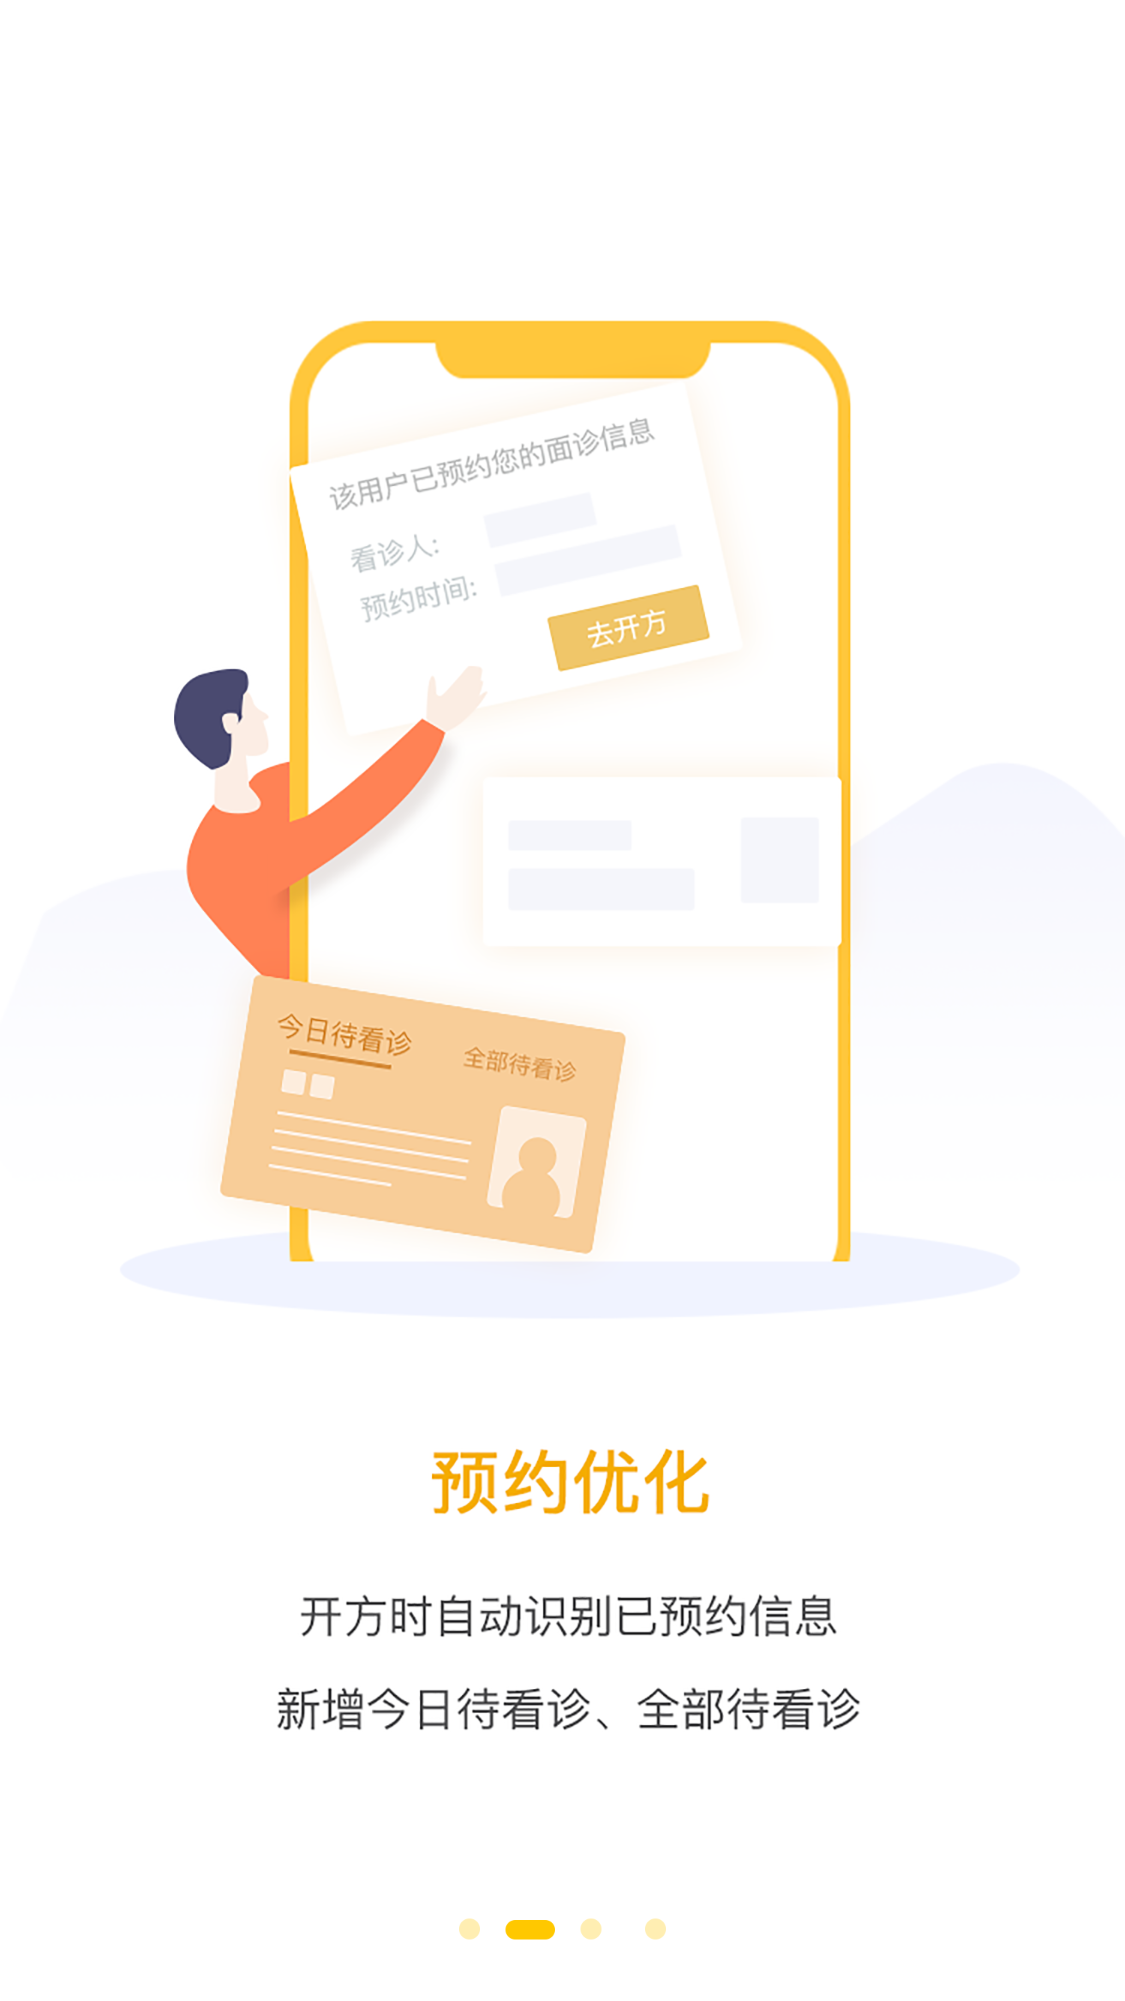 该用户已预约您的面诊信息
看诊人:
预约时间:
去开方
今日待看诊
全部待看诊
预约优化
开方时自动识别已预约信息
新增今日待看诊、全部待看诊